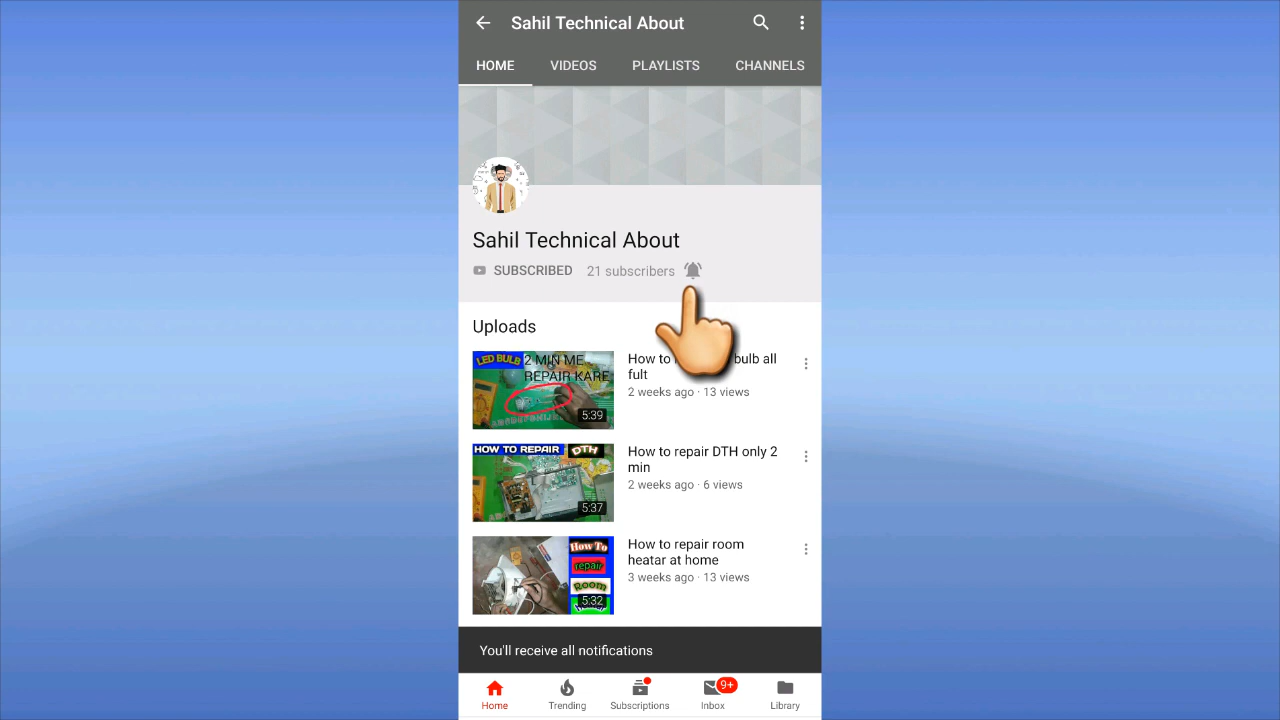 Sahil Technical About
HOME VIDEOS PLAYLISTS CHANNELS
Sahil Technical About
SUBSCRIBED 21 subscribers
Uploads
LED BULB 2 MIN ME
REPAIR KARE
5:39
How to bulb all
fult
2 weeks ago · 13 views
HOW TO REPAIR DTH
5:37
How to repair DTH only 2
min
2 weeks ago · 6 views
How To
repair
Room
5:32
How to repair room
heatar at home
3 weeks ago · 13 views
You'll receive all notifications
9+
Home Trending Subscriptions Inbox Library